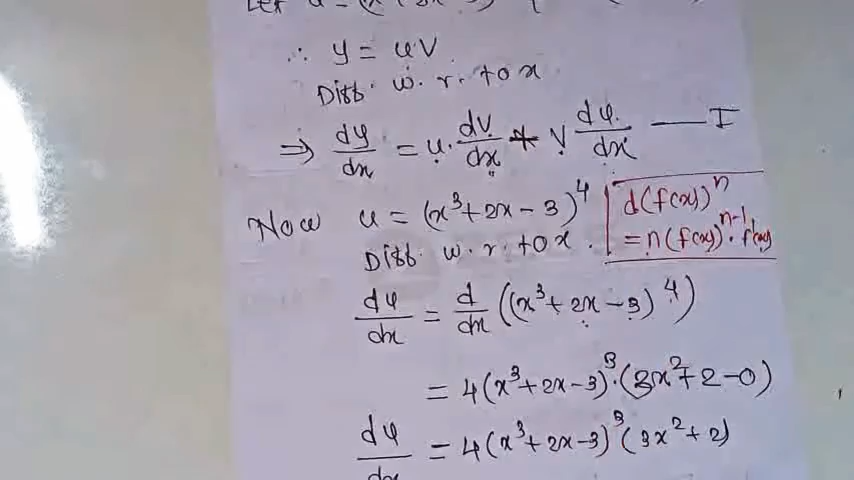 ∴ y = u.v
Diff. w. r. to x
⇒ dy/dx = u. dv/dx + v du/dx —— I
Now u = (x³ + 2x - 3)⁴
d(f(x))ⁿ
= n(f(x))ⁿ⁻¹. f'(x)
Diff. w. r. to x.
du/dx = d/dx ((x³ + 2x - 3)⁴)
= 4(x³ + 2x - 3)³.(3x² + 2 - 0)
du/dx = 4(x³ + 2x - 3)³ (3x² + 2)